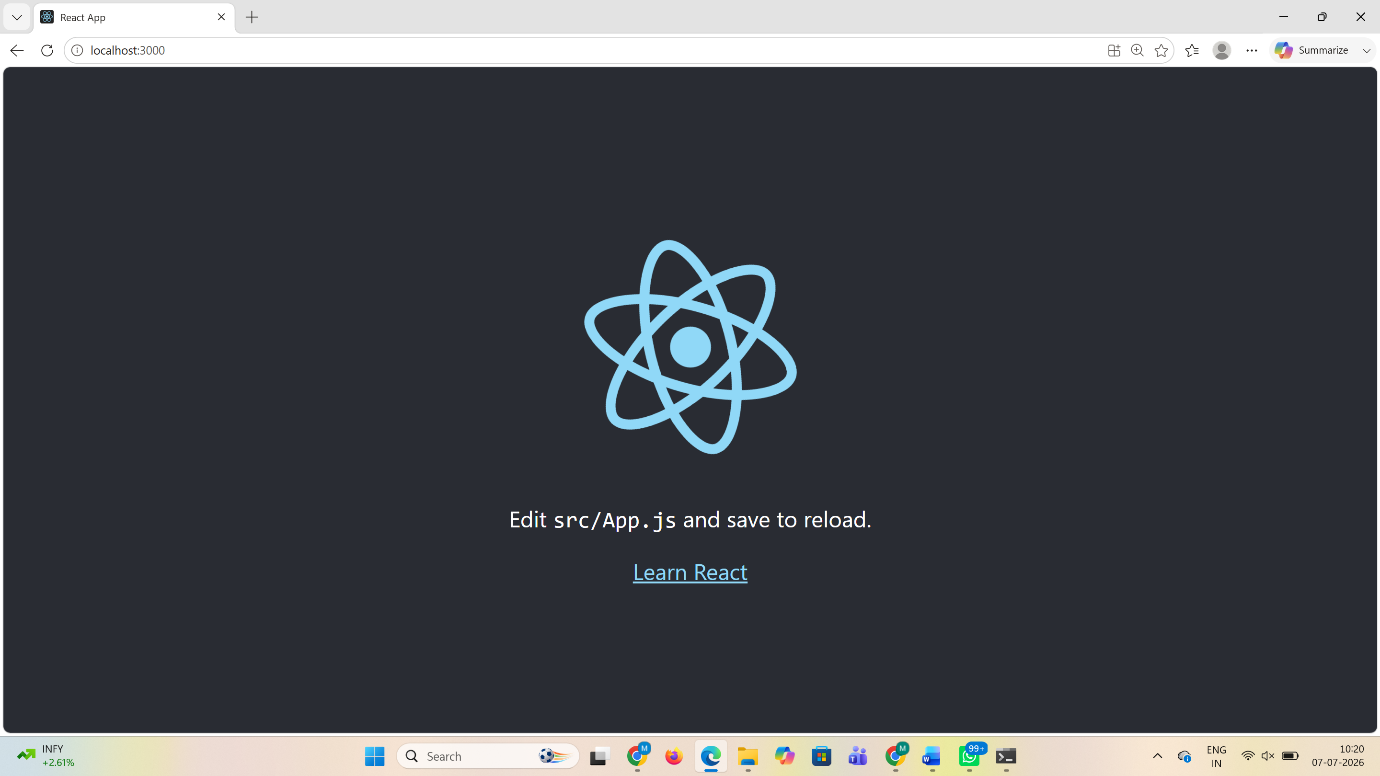 React App
localhost:3000
Summarize
Edit src/App.js and save to reload.
Learn React
INFY
+2.61%
Search
M
M
99+
ENG
IN
10:20
07-07-2026